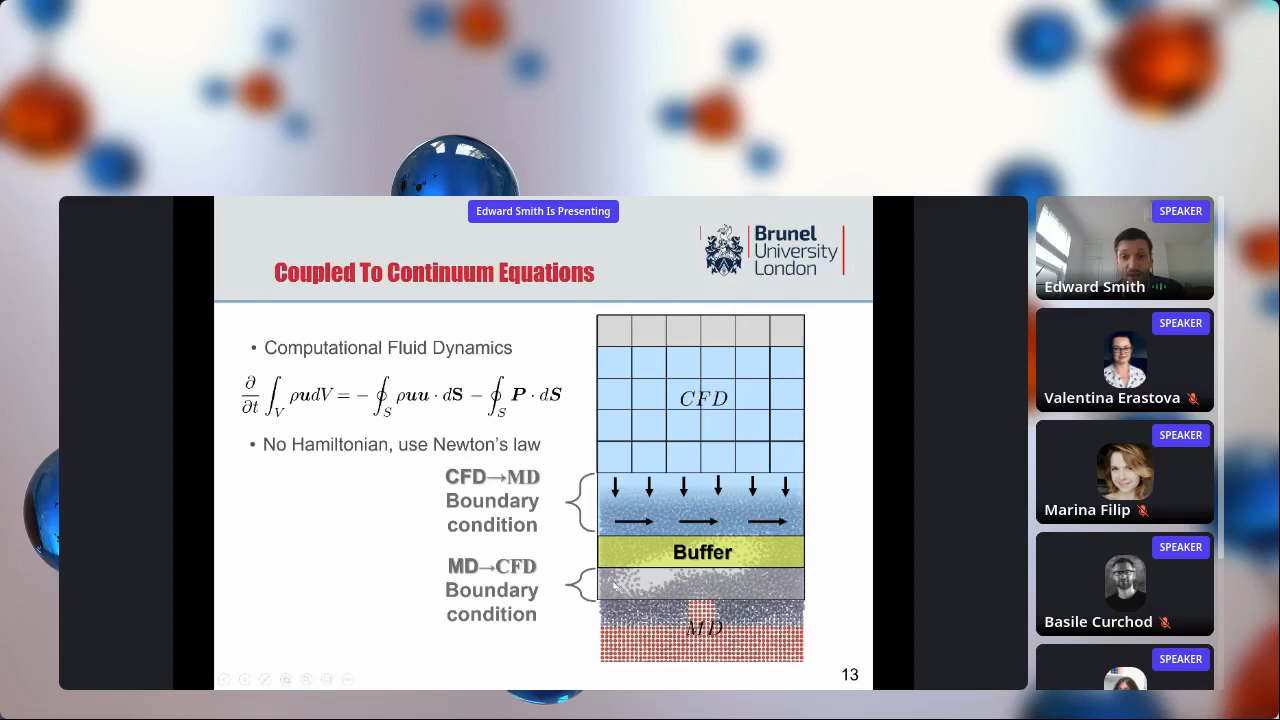 Edward Smith Is Presenting
Brunel
University
London
Coupled To Continuum Equations
• Computational Fluid Dynamics
∂/∂t ∫_V ρudV = − ∮_S ρuu · dS − ∮_S P · dS
• No Hamiltonian, use Newton's law
CFD
CFD→MD
Boundary
condition
Buffer
MD→CFD
Boundary
condition
MD
13
SPEAKER
Edward Smith
SPEAKER
Valentina Erastova
SPEAKER
Marina Filip
SPEAKER
Basile Curchod
SPEAKER